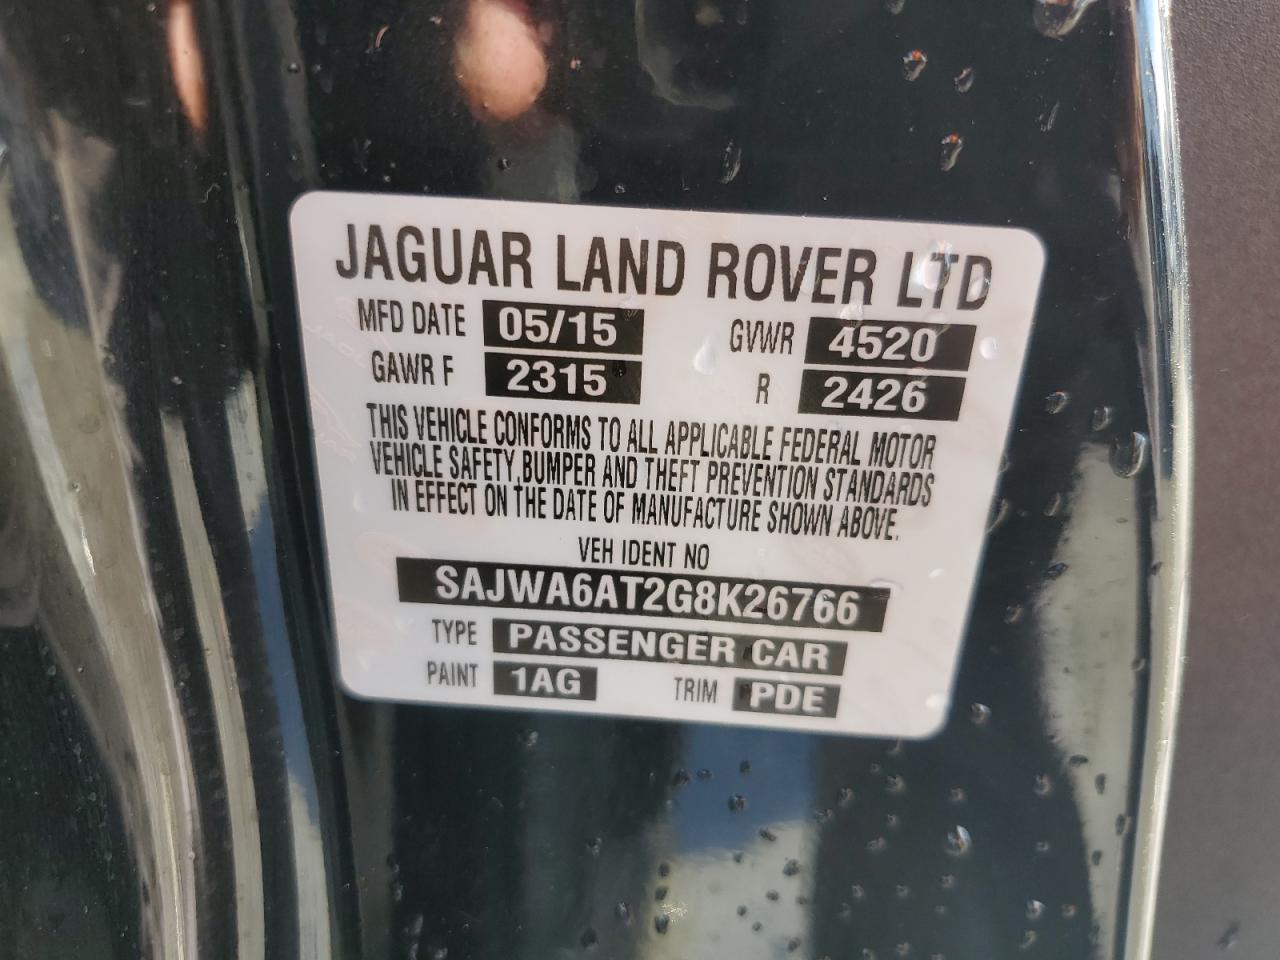 JAGUAR LAND ROVER LTD
MFD DATE 05/15 GVWR 4520
GAWR F 2315 R 2426
THIS VEHICLE CONFORMS TO ALL APPLICABLE FEDERAL MOTOR
VEHICLE SAFETY,BUMPER AND THEFT PREVENTION STANDARDS
IN EFFECT ON THE DATE OF MANUFACTURE SHOWN ABOVE.
VEH IDENT NO
SAJWA6AT2G8K26766
TYPE PASSENGER CAR
PAINT 1AG TRIM PDE